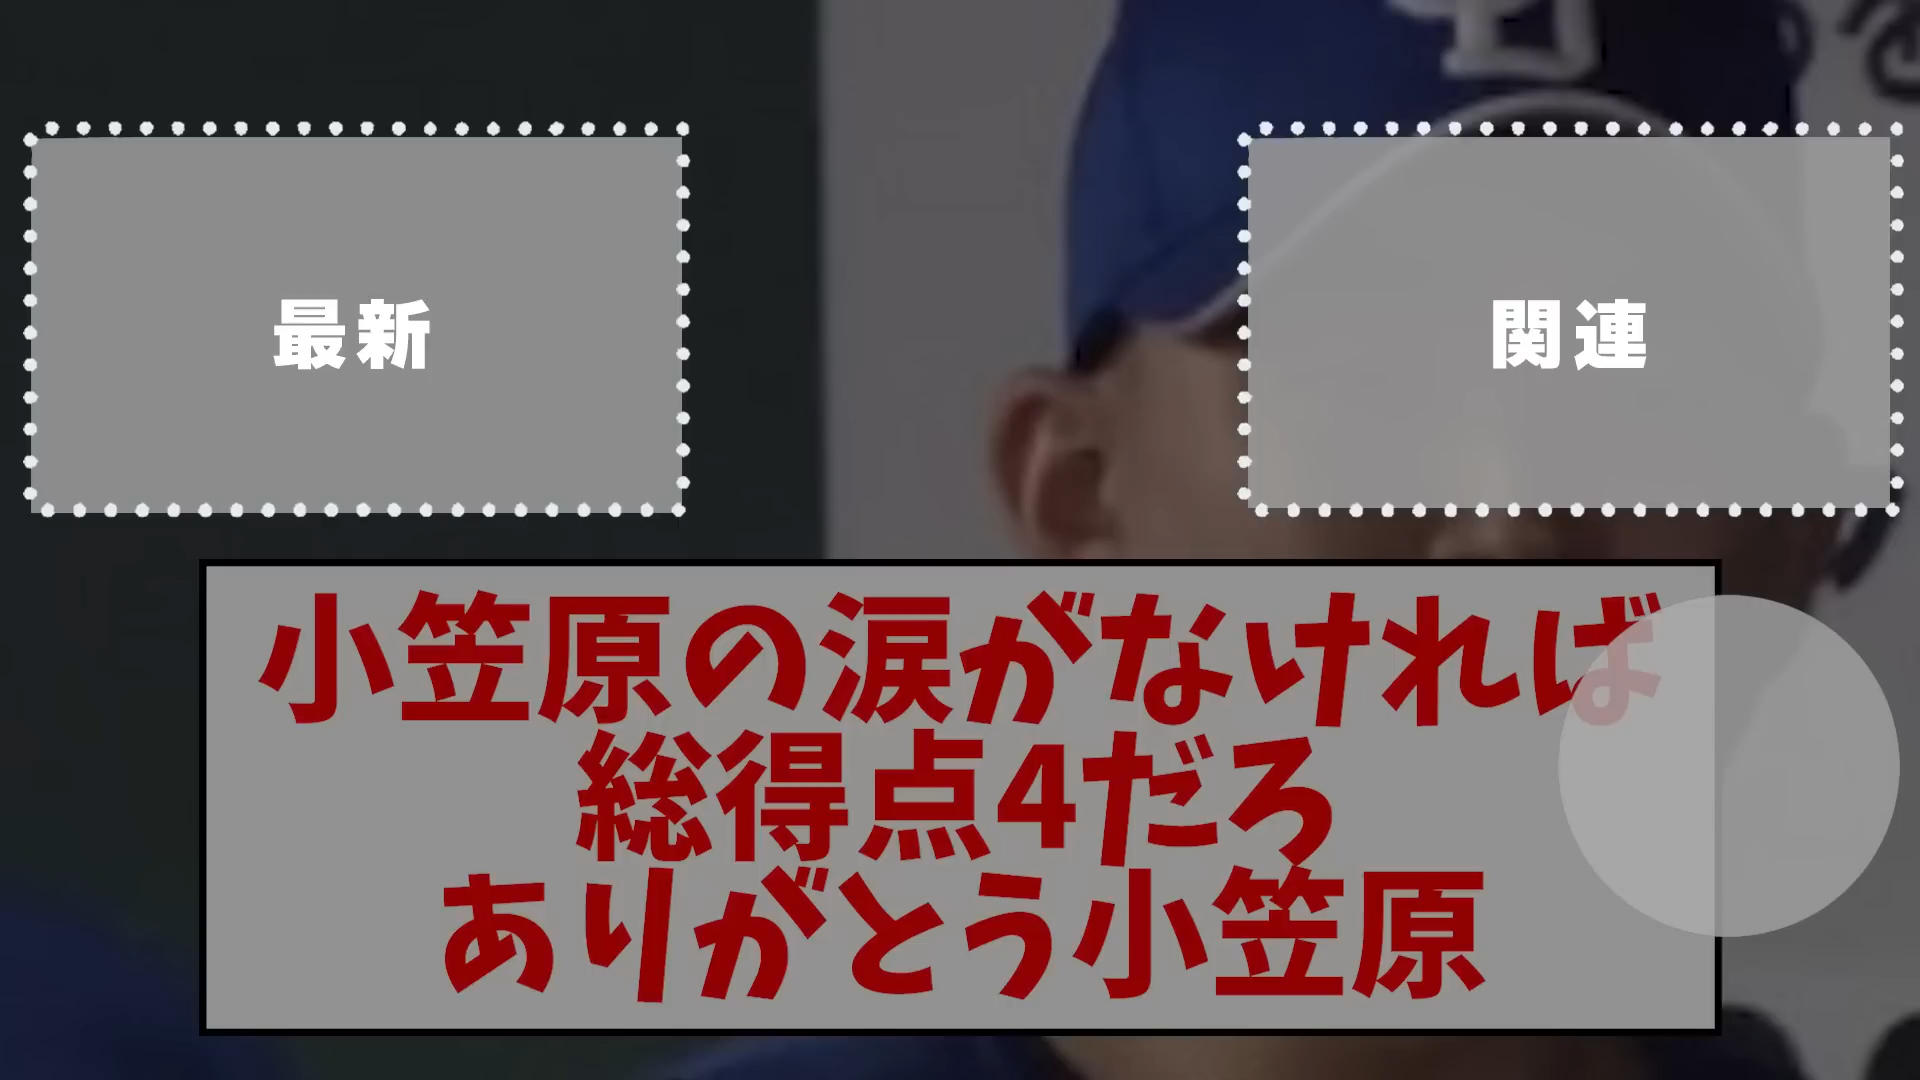 最新
関連
小笠原の涙がなければ
総得点4だろ
ありがとう小笠原